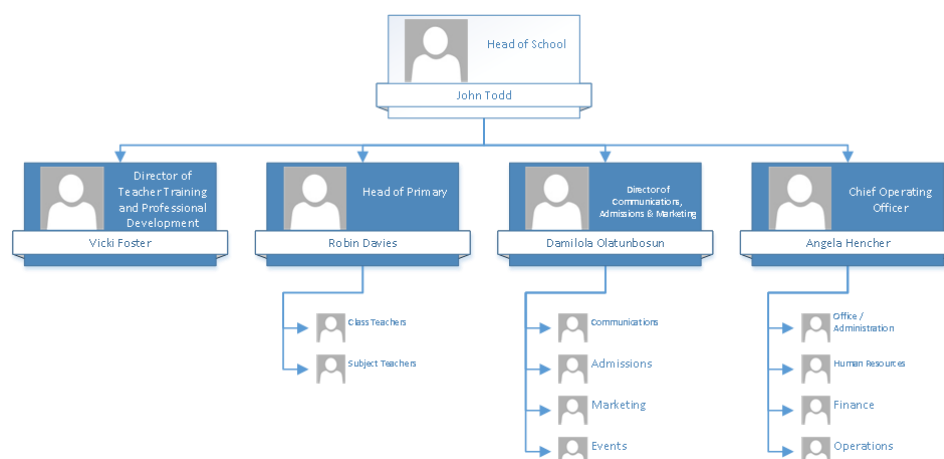 Head of School
John Todd
Director of
Teacher Training
and Professional
Development
Vicki Foster
Head of Primary
Robin Davies
Director of
Communications,
Admissions & Marketing
Damilola Olatunbosun
Chief Operating
Officer
Angela Hencher
Class Teachers
Subject Teachers
Communications
Admissions
Marketing
Events
Office /
Administration
Human Resources
Finance
Operations